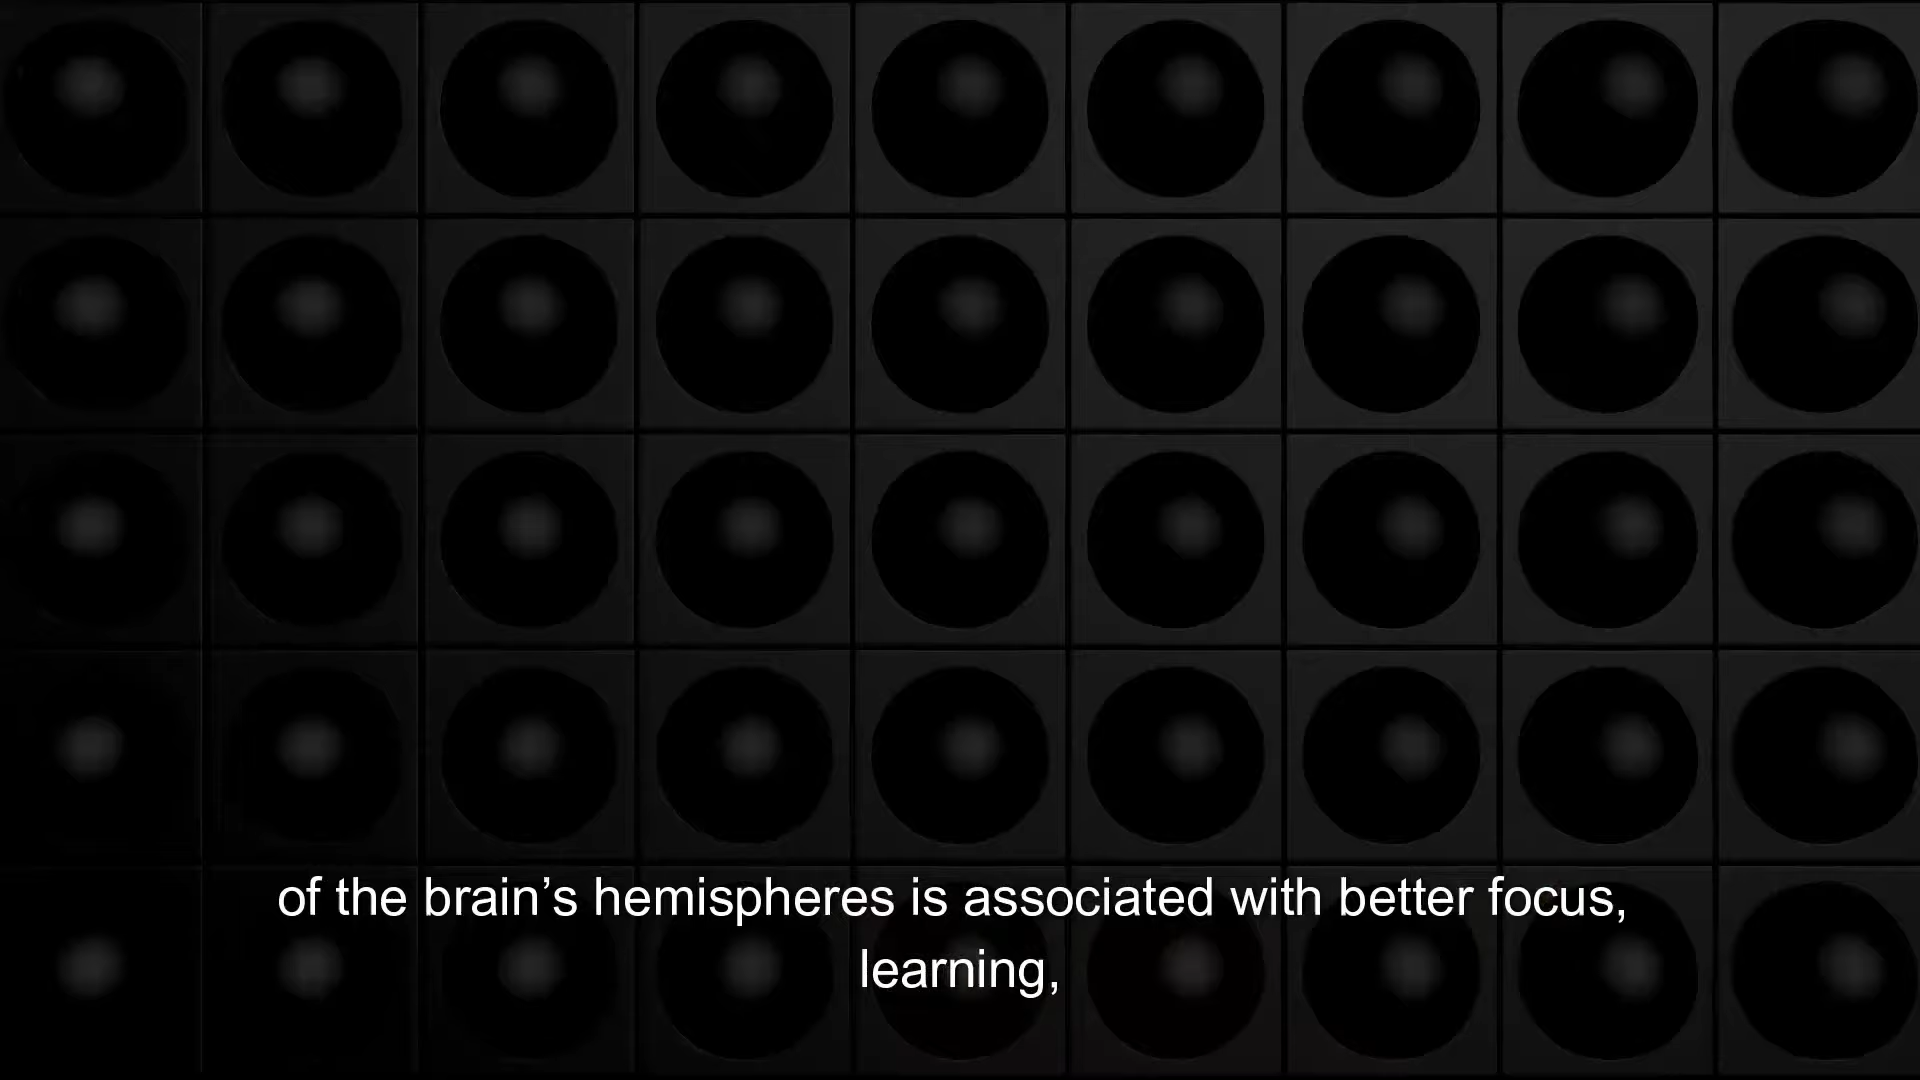 of the brain’s hemispheres is associated with better focus,
learning,